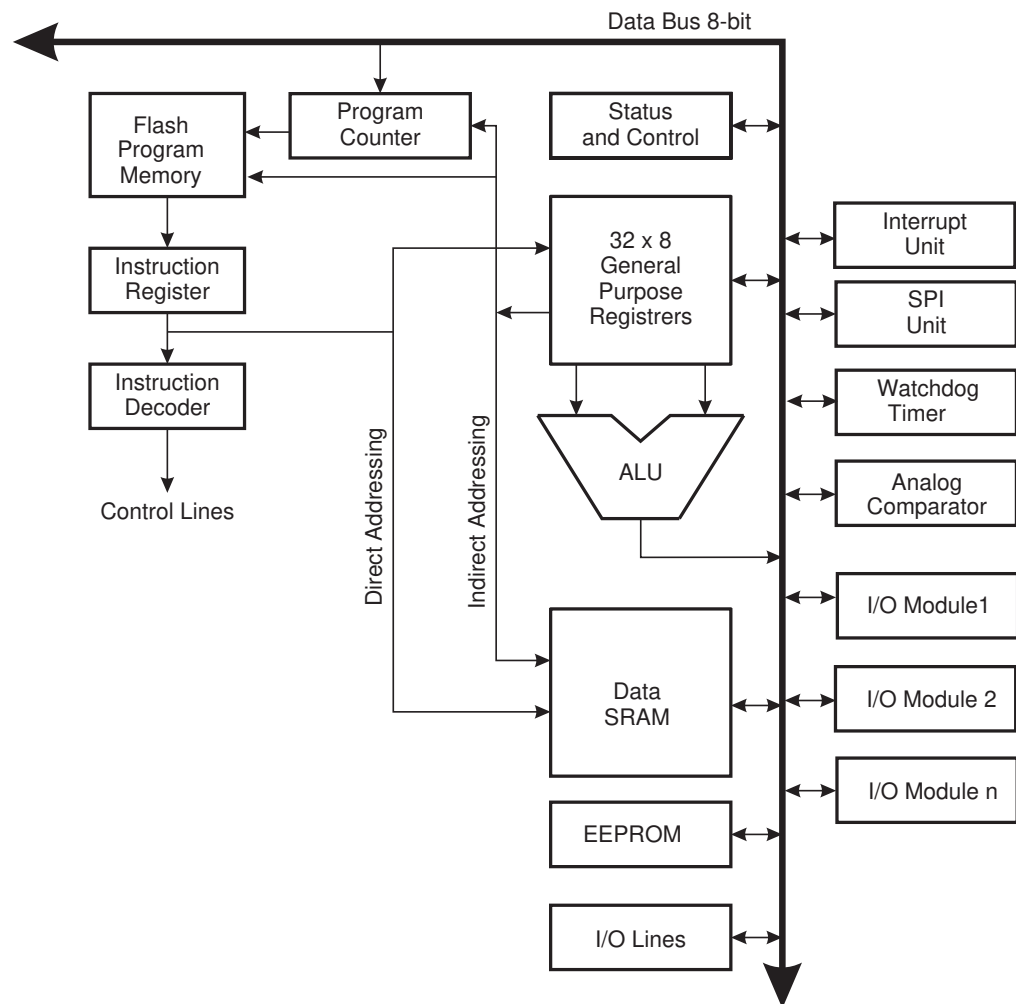 Data Bus 8-bit
Flash
Program
Memory
Program
Counter
Status
and Control
32 x 8
General
Purpose
Registrers
Interrupt
Unit
Instruction
Register
SPI
Unit
Instruction
Decoder
Watchdog
Timer
Direct Addressing
Indirect Addressing
ALU
Analog
Comparator
Control Lines
I/O Module1
Data
SRAM
I/O Module 2
I/O Module n
EEPROM
I/O Lines